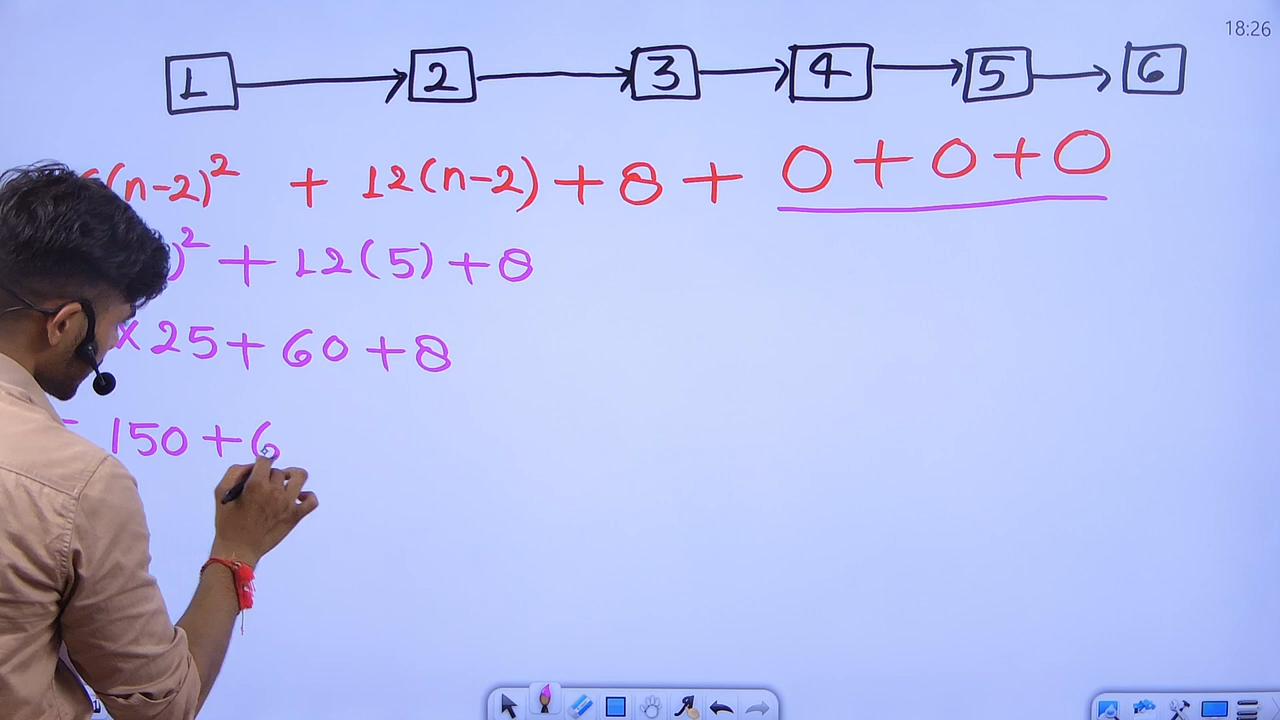 18:26
1 2 3 4 5 6
(n-2)² + 12(n-2) + 8 + 0 + 0 + 0
)² + 12(5) + 8
×25 + 60 + 8
= 150 + 6